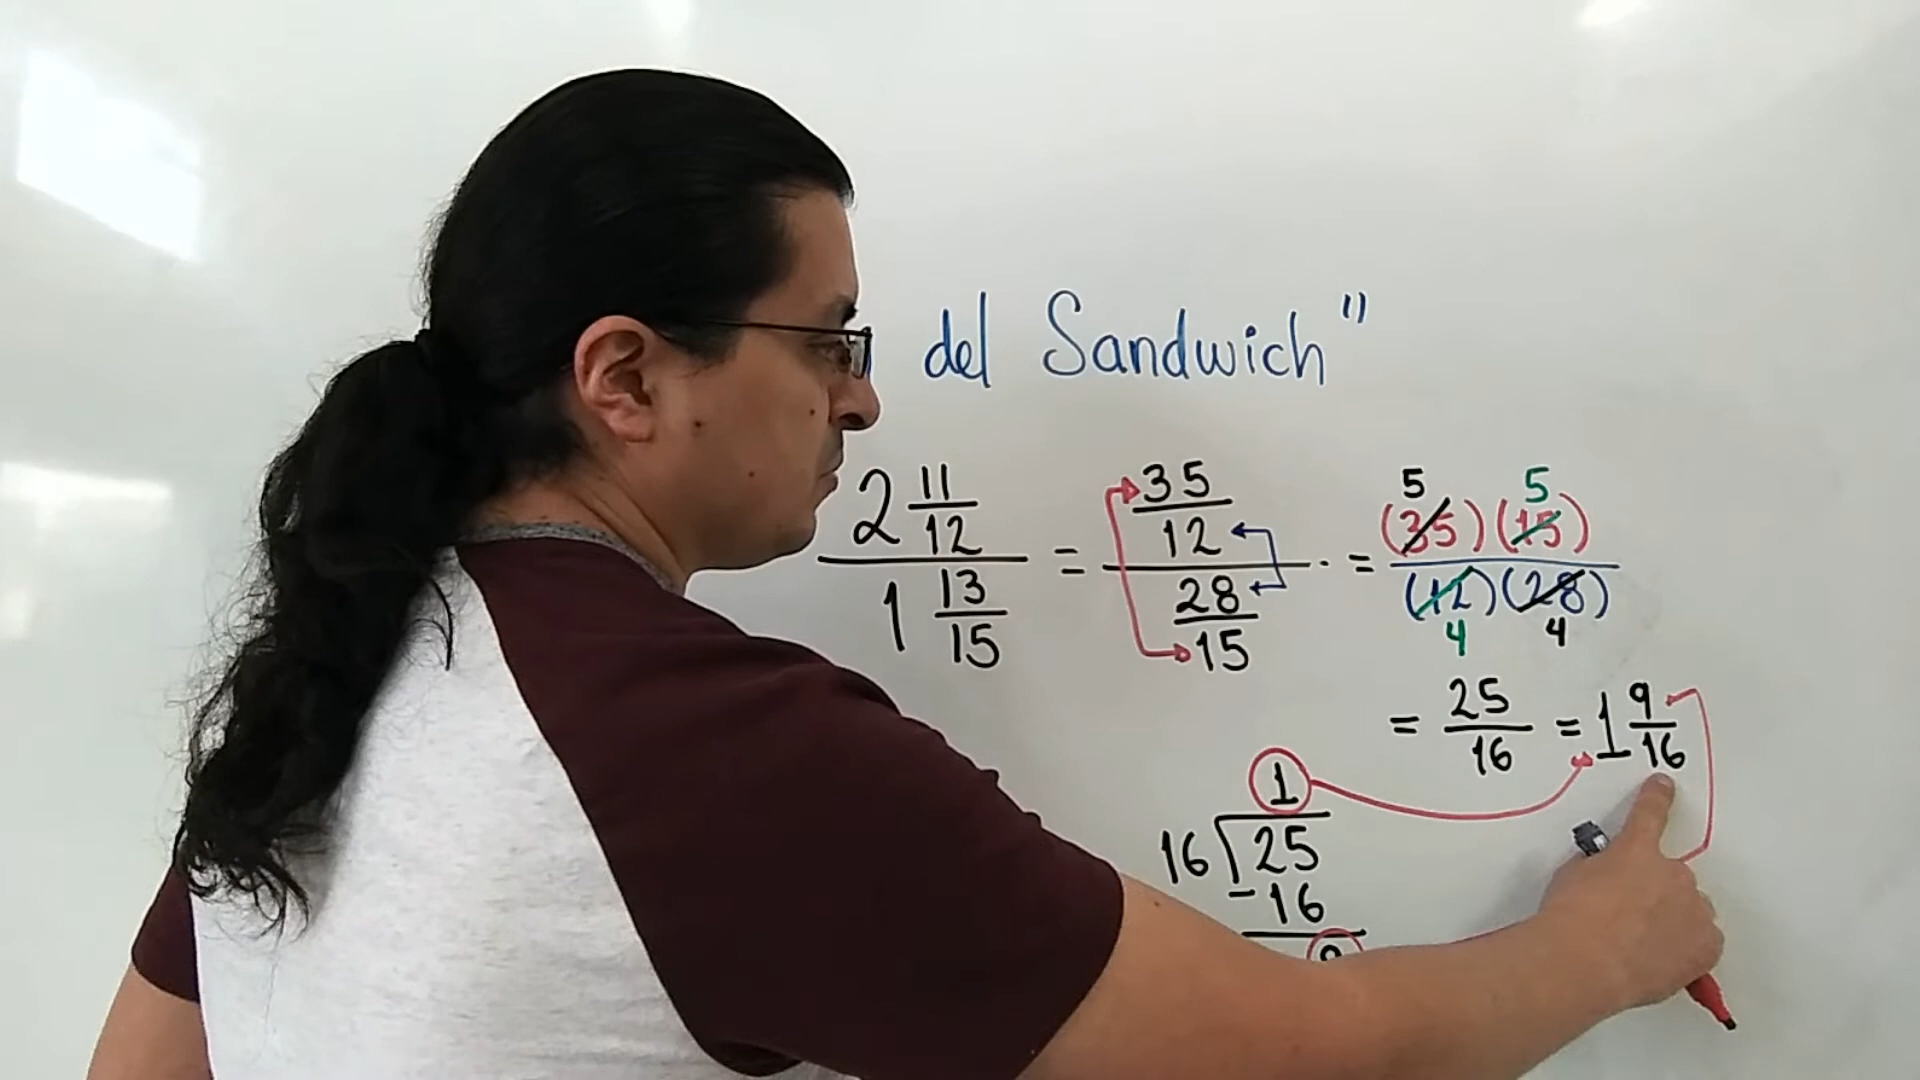 del Sandwich"
2 11/12 / 1 13/15 = 35/12 / 28/15 = (35)(15) / (12)(28)
5 5
4 4
= 25/16 = 1 9/16
1
16 25
- 16
9